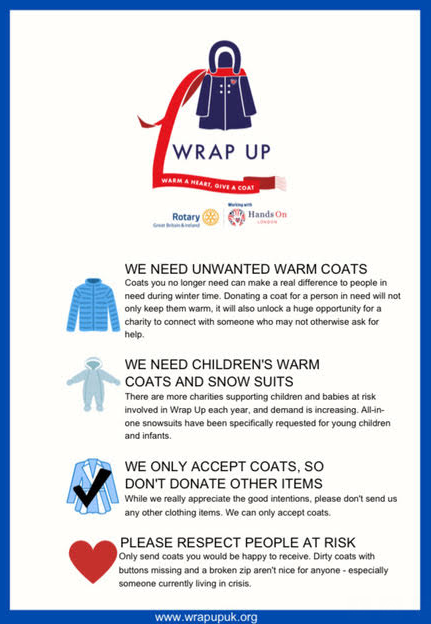 WRAP UP
WARM A HEART, GIVE A COAT
Working with
Rotary
Great Britain & Ireland
Hands On
LONDON
WE NEED UNWANTED WARM COATS
Coats you no longer need can make a real difference to people in
need during winter time. Donating a coat for a person in need will not
only keep them warm, it will also unlock a huge opportunity for a
charity to connect with someone who may not otherwise ask for
help.
WE NEED CHILDREN'S WARM
COATS AND SNOW SUITS
There are more charities supporting children and babies at risk
involved in Wrap Up each year, and demand is increasing. All-in-
one snowsuits have been specifically requested for young children
and infants.
WE ONLY ACCEPT COATS, SO
DON'T DONATE OTHER ITEMS
While we really appreciate the good intentions, please don't send us
any other clothing items. We can only accept coats.
PLEASE RESPECT PEOPLE AT RISK
Only send coats you would be happy to receive. Dirty coats with
buttons missing and a broken zip aren't nice for anyone - especially
someone currently living in crisis.
www.wrapupuk.org